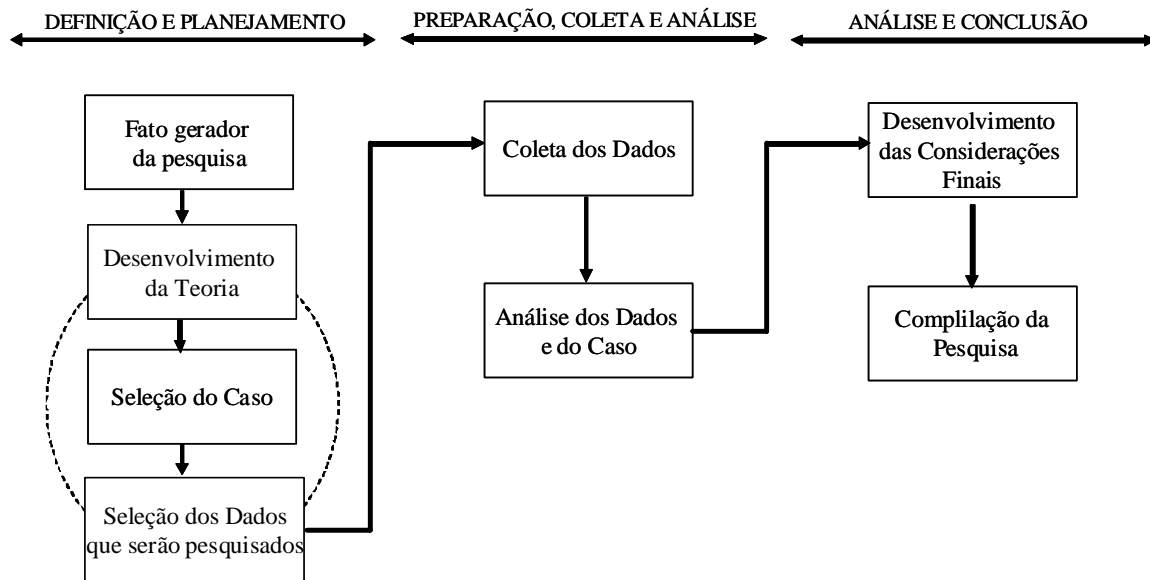 DEFINIÇÃO E PLANEJAMENTO
PREPARAÇÃO, COLETA E ANÁLISE
ANÁLISE E CONCLUSÃO
Fato gerador
da pesquisa
Desenvolvimento
da Teoria
Seleção do Caso
Seleção dos Dados
que serão pesquisados
Coleta dos Dados
Análise dos Dados
e do Caso
Desenvolvimento
das Considerações
Finais
Complilação da
Pesquisa